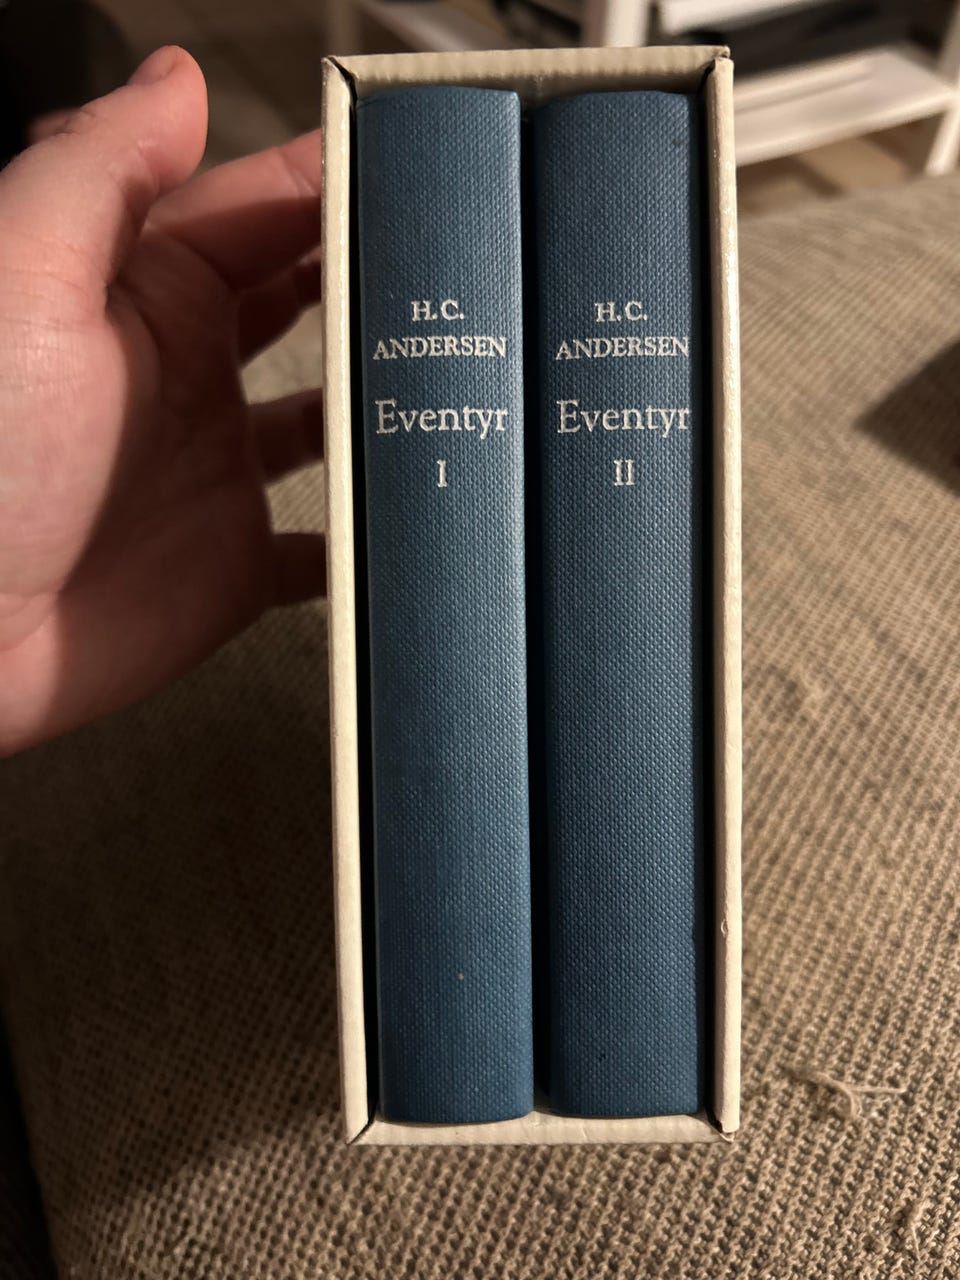 H.C.
ANDERSEN
Eventyr
I
H.C.
ANDERSEN
Eventyr
II